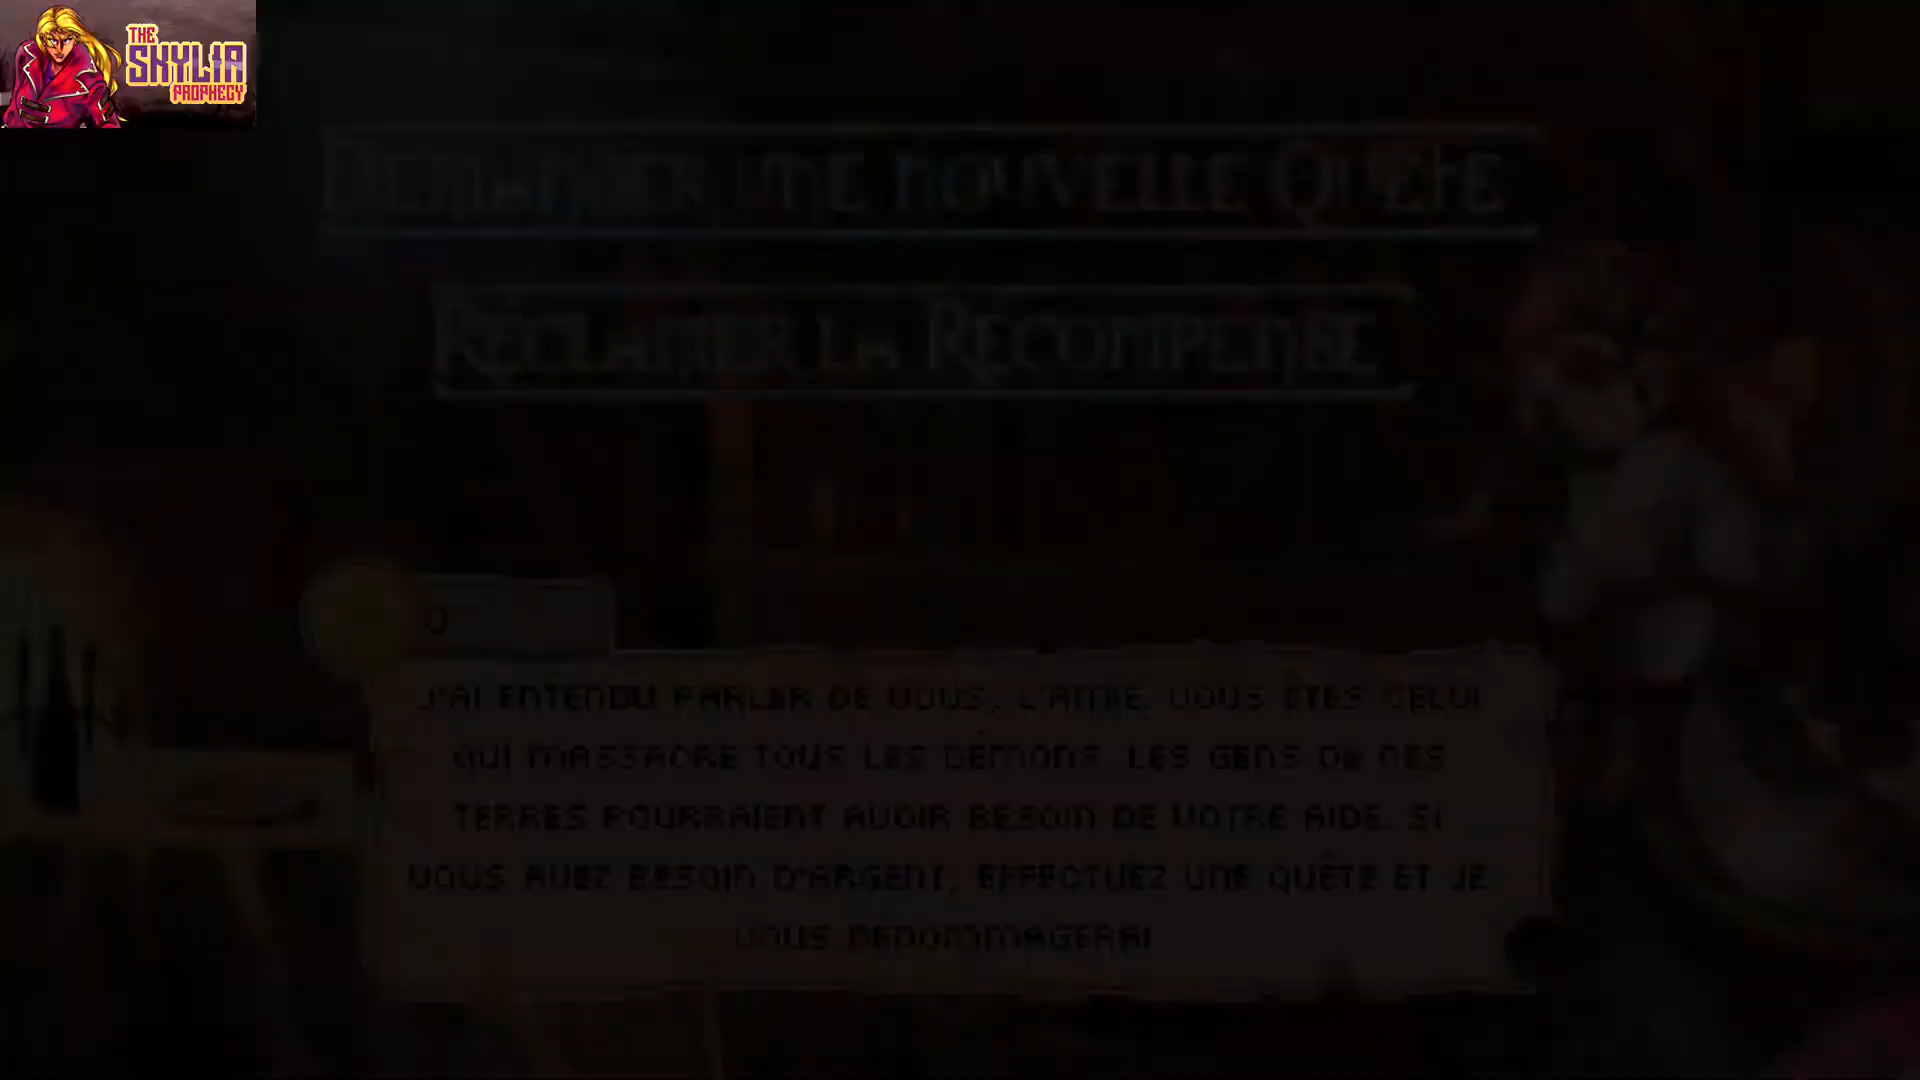 THE
SKYLIA
PROPHECY
DEMANDER UNE NOUVELLE QUÊTE
RÉCLAMER LA RÉCOMPENSE
0
J'AI ENTENDU PARLER DE VOUS, L'AMIE. VOUS ÊTES CELUI
QUI MASSACRE TOUS LES DÉMONS. LES GENS DE CES
TERRES POURRAIENT AVOIR BESOIN DE VOTRE AIDE. SI
VOUS AVEZ BESOIN D'ARGENT, EFFECTUEZ UNE QUÊTE ET JE
VOUS DÉDOMMAGERAI